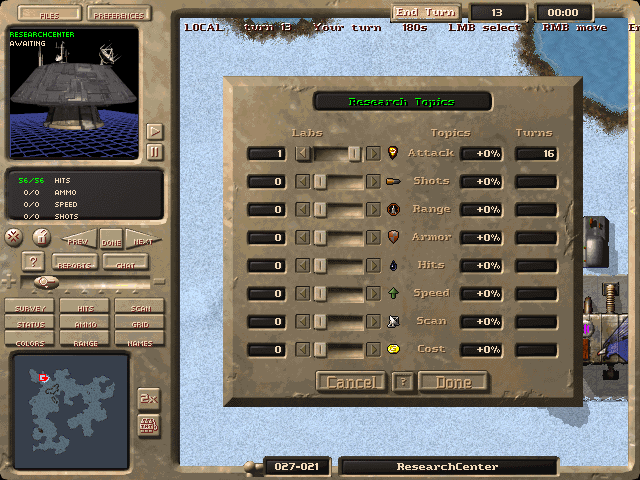 FILES PREFERENCES End Turn 13 00:00
LOCAL turn 13 Your turn 180s LMB select RMB move
RESEARCHCENTER
AWAITING
Research Topics
Labs Topics Turns
1 Attack +0% 16
0 Shots +0%
0 Range +0%
0 Armor +0%
0 Hits +0%
0 Speed +0%
0 Scan +0%
0 Cost +0%
Cancel ? Done
56/56 HITS
0/0 AMMO
0/0 SPEED
0/0 SHOTS
PREV DONE NEXT
? REPORTS CHAT
SURVEY HITS SCAN
STATUS AMMO GRID
COLORS RANGE NAMES
2x
027-021 ResearchCenter